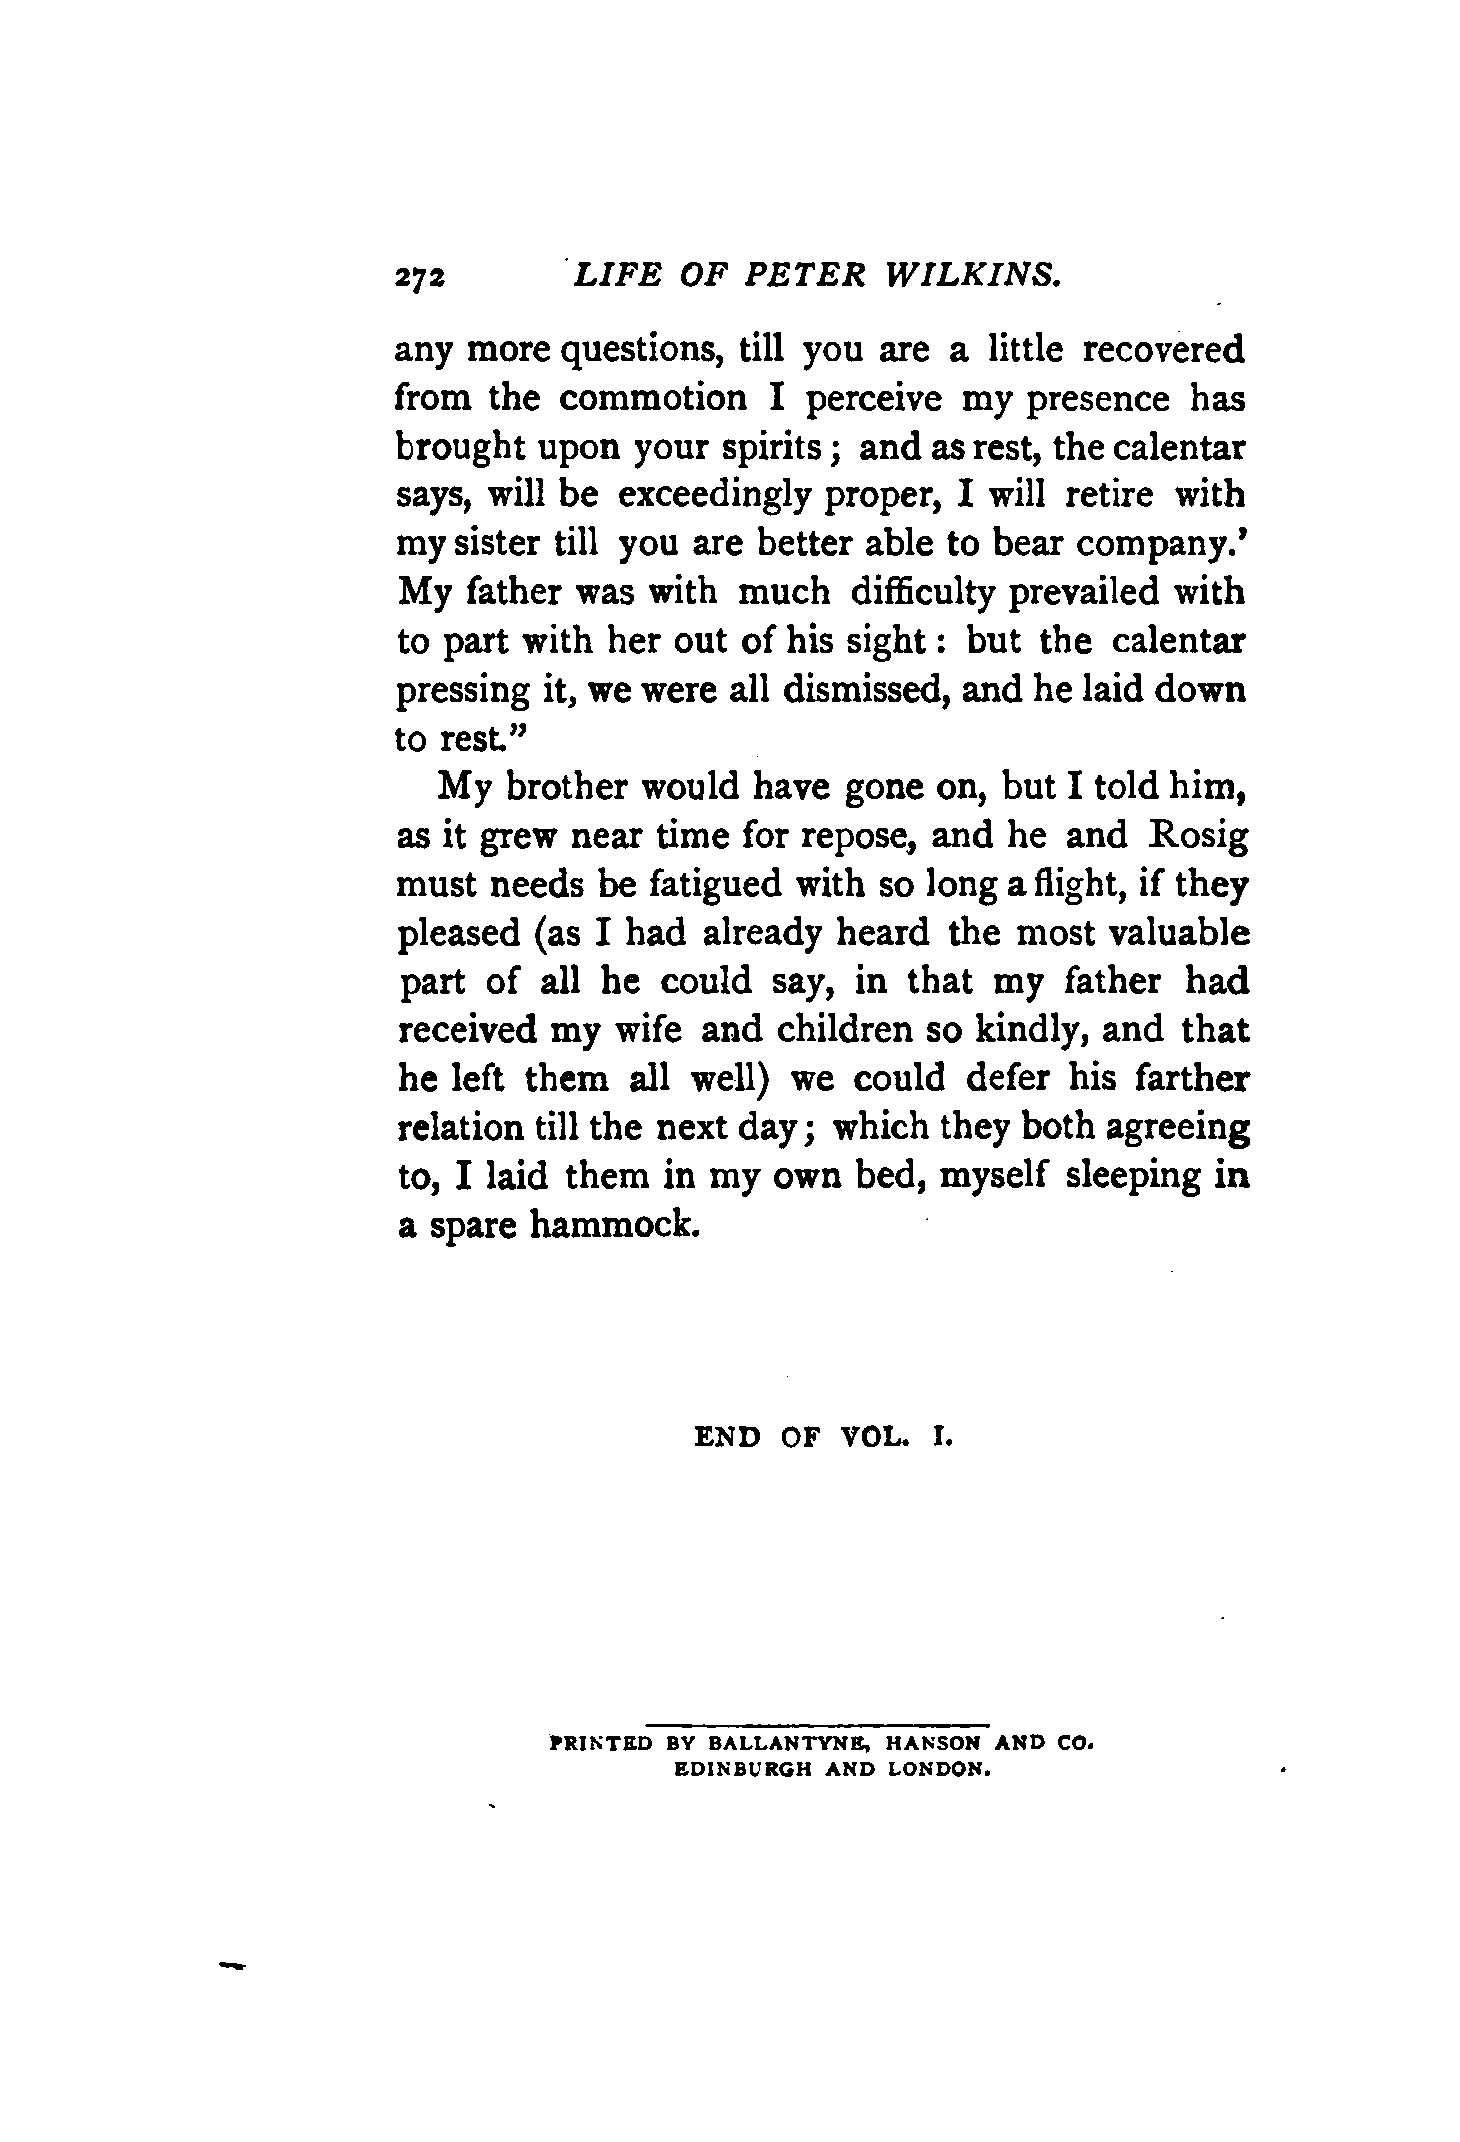 272 LIFE OF PETER WILKINS.
any more questions, till you are a little recovered
from the commotion I perceive my presence has
brought upon your spirits ; and as rest, the calentar
says, will be exceedingly proper, I will retire with
my sister till you are better able to bear company.’
My father was with much difficulty prevailed with
to part with her out of his sight : but the calentar
pressing it, we were all dismissed, and he laid down
to rest.”
My brother would have gone on, but I told him,
as it grew near time for repose, and he and Rosig
must needs be fatigued with so long a flight, if they
pleased (as I had already heard the most valuable
part of all he could say, in that my father had
received my wife and children so kindly, and that
he left them all well) we could defer his farther
relation till the next day ; which they both agreeing
to, I laid them in my own bed, myself sleeping in
a spare hammock.
END OF VOL. I.
PRINTED BY BALLANTYNE, HANSON AND CO.
EDINBURGH AND LONDON.